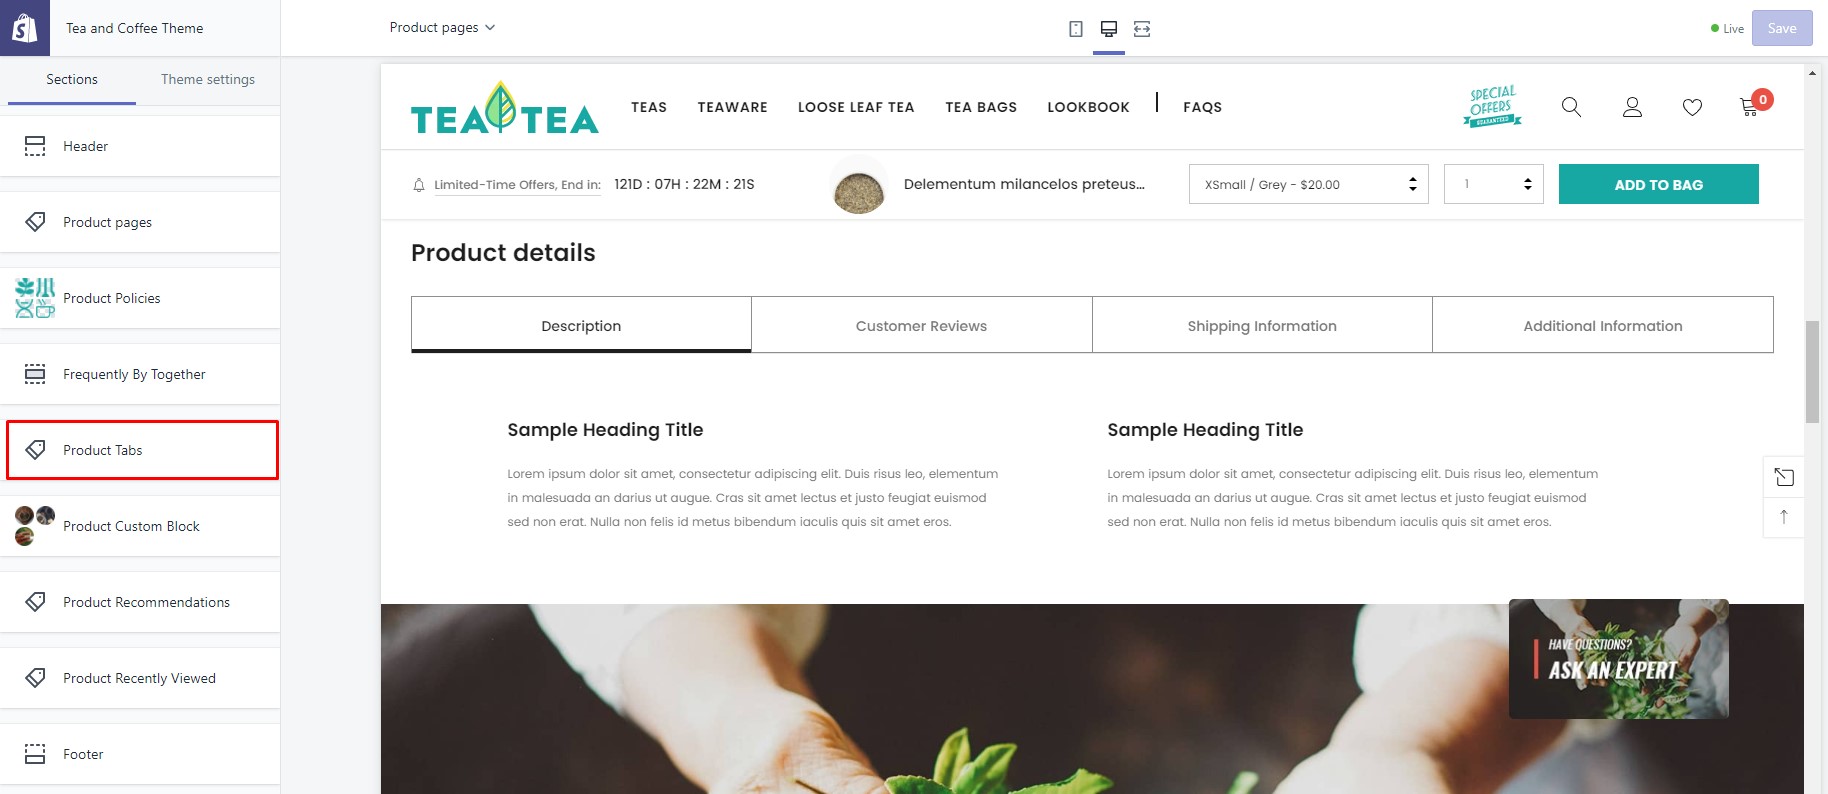 Tea and Coffee Theme
Product pages
Live
Save
Sections
Theme settings
Header
Product pages
Product Policies
Frequently By Together
Product Tabs
Product Custom Block
Product Recommendations
Product Recently Viewed
Footer
TEA TEA
TEAS
TEAWARE
LOOSE LEAF TEA
TEA BAGS
LOOKBOOK
FAQS
SPECIAL
OFFERS
GUARANTEED
0
Limited-Time Offers, End in:
121D : 07H : 22M : 21S
Delementum milancelos preteus...
XSmall / Grey - $20.00
1
ADD TO BAG
Product details
Description
Customer Reviews
Shipping Information
Additional Information
Sample Heading Title
Lorem ipsum dolor sit amet, consectetur adipiscing elit. Duis risus leo, elementum
in malesuada an darius ut augue. Cras sit amet lectus et justo feugiat euismod
sed non erat. Nulla non felis id metus bibendum iaculis quis sit amet eros.
Sample Heading Title
Lorem ipsum dolor sit amet, consectetur adipiscing elit. Duis risus leo, elementum
in malesuada an darius ut augue. Cras sit amet lectus et justo feugiat euismod
sed non erat. Nulla non felis id metus bibendum iaculis quis sit amet eros.
HAVE QUESTIONS?
ASK AN EXPERT